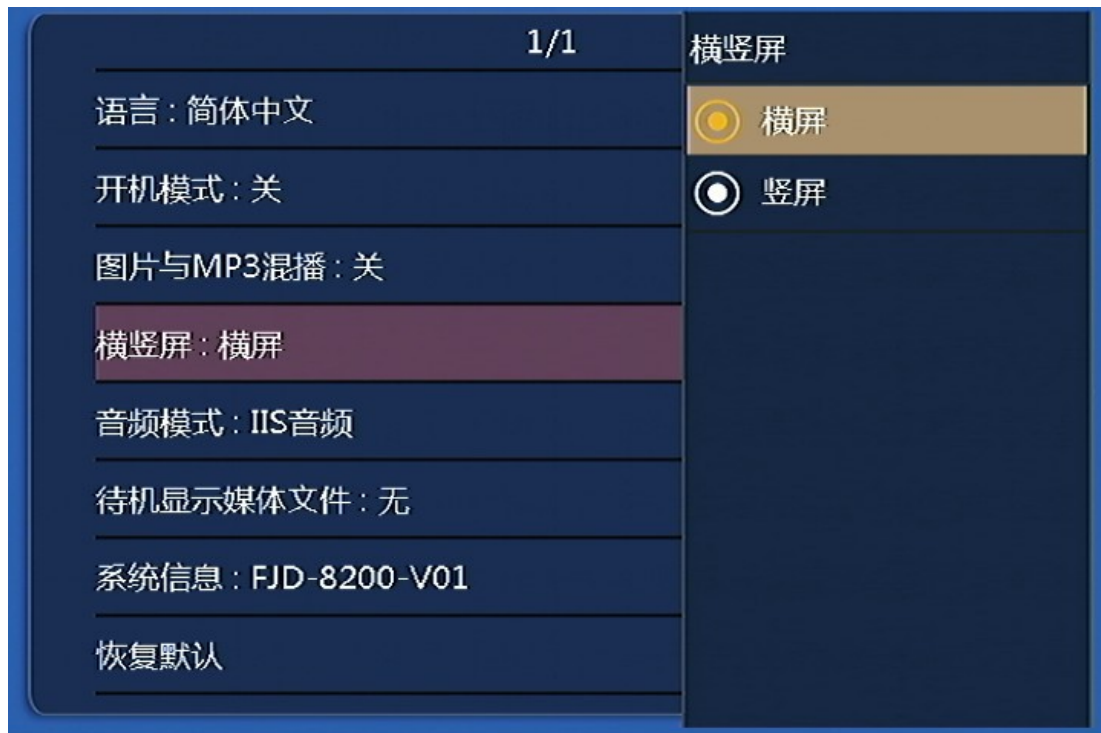 1/1
语言 : 简体中文
开机模式 : 关
图片与MP3混播 : 关
横竖屏 : 横屏
音频模式 : IIS音频
待机显示媒体文件 : 无
系统信息 : FJD-8200-V01
恢复默认
横竖屏
横屏
竖屏